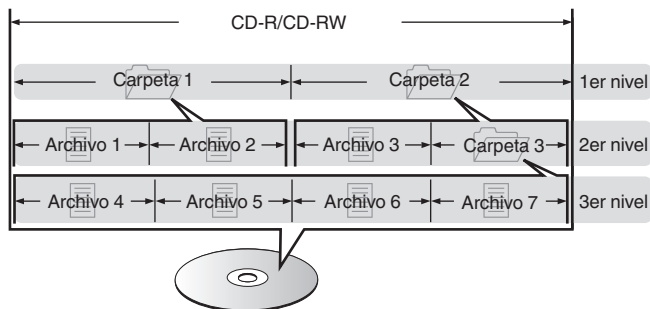 CD-R/CD-RW
Carpeta 1 Carpeta 2 1er nivel
Archivo 1 Archivo 2 Archivo 3 Carpeta 3 2er nivel
Archivo 4 Archivo 5 Archivo 6 Archivo 7 3er nivel